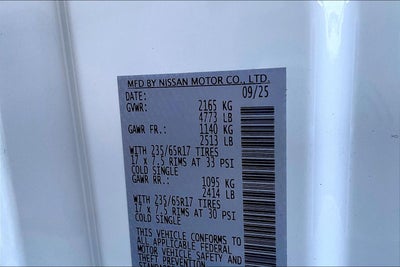 MFD BY NISSAN MOTOR CO., LTD.
DATE: 09/25
GVWR: 2165 KG
4773 LB
GAWR FR.: 1140 KG
2513 LB
WITH 235/65R17 TIRES
17 x 7.5 RIMS AT 33 PSI
COLD SINGLE
GAWR RR.: 1095 KG
2414 LB
WITH 235/65R17 TIRES
17 x 7.5 RIMS AT 30 PSI
COLD SINGLE
THIS VEHICLE CONFORMS TO
ALL APPLICABLE FEDERAL
MOTOR VEHICLE SAFETY AND
THEFT PREVENTION